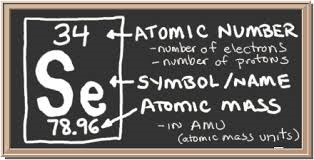 34
Se
78.96
ATOMIC NUMBER
-number of electrons
-number of protons
SYMBOL/NAME
ATOMIC MASS
-IN AMU
(atomic mass units)